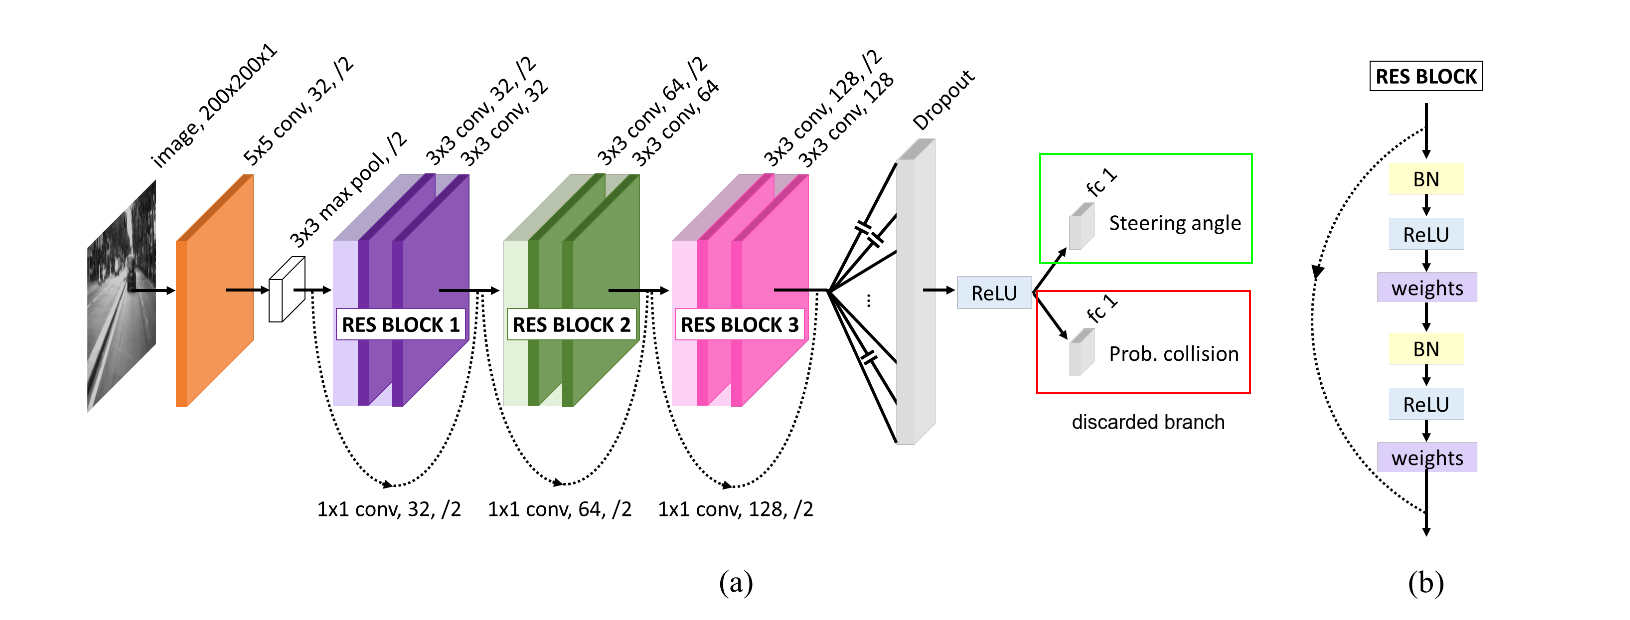 image, 200x200x1
5x5 conv, 32, /2
3x3 max pool, /2
3x3 conv, 32, /2
3x3 conv, 32
3x3 conv, 64, /2
3x3 conv, 64
3x3 conv, 128, /2
3x3 conv, 128
Dropout
RES BLOCK 1
RES BLOCK 2
RES BLOCK 3
1x1 conv, 32, /2
1x1 conv, 64, /2
1x1 conv, 128, /2
ReLU
fc 1
Steering angle
fc 1
Prob. collision
discarded branch
(a)
RES BLOCK
BN
ReLU
weights
BN
ReLU
weights
(b)